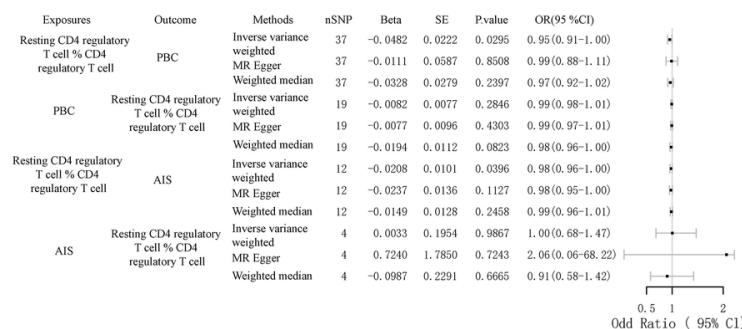 Exposures Outcome Methods nSNP Beta SE P.value OR(95 %CI)
Resting CD4 regulatory
T cell % CD4
regulatory T cell
PBC
Inverse variance
weighted
37 -0.0482 0.0222 0.0295 0.95(0.91-1.00)
MR Egger 37 -0.0111 0.0587 0.8508 0.99(0.88-1.11)
Weighted median 37 -0.0328 0.0279 0.2397 0.97(0.92-1.02)
PBC
Resting CD4 regulatory
T cell % CD4
regulatory T cell
Inverse variance
weighted
19 -0.0082 0.0077 0.2846 0.99(0.98-1.01)
MR Egger 19 -0.0077 0.0096 0.4303 0.99(0.97-1.01)
Weighted median 19 -0.0194 0.0112 0.0823 0.98(0.96-1.00)
Resting CD4 regulatory
T cell % CD4
regulatory T cell
AIS
Inverse variance
weighted
12 -0.0208 0.0101 0.0396 0.98(0.96-1.00)
MR Egger 12 -0.0237 0.0136 0.1127 0.98(0.95-1.00)
Weighted median 12 -0.0149 0.0128 0.2458 0.99(0.96-1.01)
AIS
Resting CD4 regulatory
T cell % CD4
regulatory T cell
Inverse variance
weighted
4 0.0033 0.1954 0.9867 1.00(0.68-1.47)
MR Egger 4 0.7240 1.7850 0.7243 2.06(0.06-68.22)
Weighted median 4 -0.0987 0.2291 0.6665 0.91(0.58-1.42)
0.5 1 2
Odd Ratio ( 95% CI)